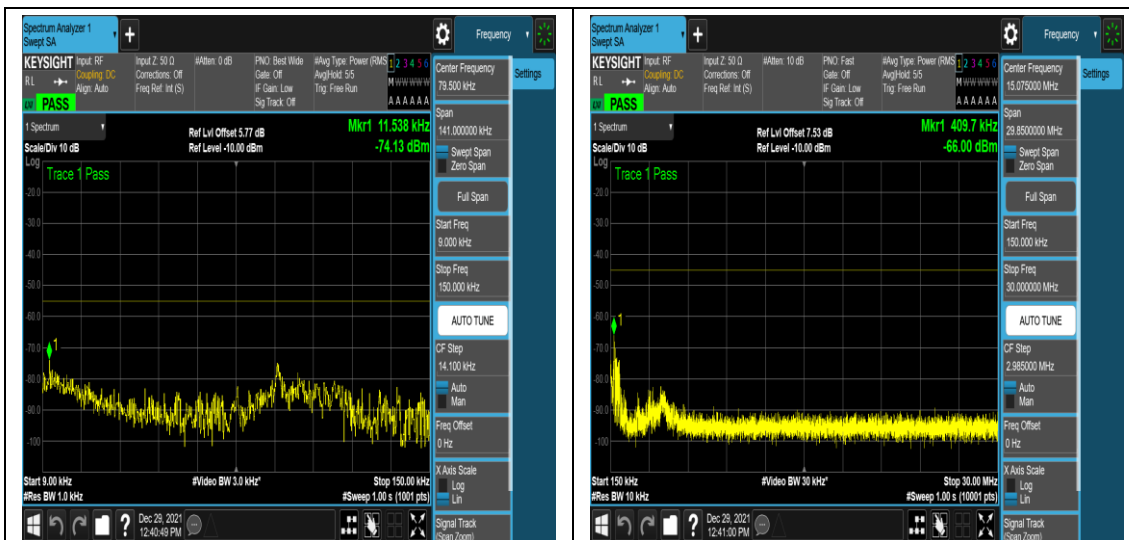 Spectrum Analyzer 1
Swept SA
+
Frequency
KEYSIGHT
Input: RF
Coupling: DC
Align: Auto
Input Z: 50 Ω
Corrections: Off
Freq Ref: Int (S)
#Atten: 0 dB
PNO: Best Wide
Gate: Off
IF Gain: Low
Sig Track: Off
#Avg Type: Power (RMS
Avg|Hold: 5/5
Trig: Free Run
1 2 3 4 5 6
M W W W W W
A A A A A A
RL
PASS
1 Spectrum
Scale/Div 10 dB
Ref Lvl Offset 5.77 dB
Ref Level -10.00 dBm
Mkr1 11.538 kHz
-74.13 dBm
Log
Trace 1 Pass
-20.0
-30.0
-40.0
-50.0
-60.0
-70.0
-80.0
-90.0
-100
1
Start 9.00 kHz
#Res BW 1.0 kHz
#Video BW 3.0 kHz*
Stop 150.00 kHz
#Sweep 1.00 s (1001 pts)
?
Dec 29, 2021
12:40:49 PM
Center Frequency
79.500 kHz
Settings
Span
141.000000 kHz
Swept Span
Zero Span
Full Span
Start Freq
9.000 kHz
Stop Freq
150.000 kHz
AUTO TUNE
CF Step
14.100 kHz
Auto
Man
Freq Offset
0 Hz
X Axis Scale
Log
Lin
Signal Track
(Span Zoom)
Spectrum Analyzer 1
Swept SA
+
Frequency
KEYSIGHT
Input: RF
Coupling: DC
Align: Auto
Input Z: 50 Ω
Corrections: Off
Freq Ref: Int (S)
#Atten: 10 dB
PNO: Fast
Gate: Off
IF Gain: Low
Sig Track: Off
#Avg Type: Power (RMS
Avg|Hold: 5/5
Trig: Free Run
1 2 3 4 5 6
M W W W W W
A A A A A A
RL
PASS
1 Spectrum
Scale/Div 10 dB
Ref Lvl Offset 7.53 dB
Ref Level -10.00 dBm
Mkr1 409.7 kHz
-66.00 dBm
Log
Trace 1 Pass
-20.0
-30.0
-40.0
-50.0
-60.0
-70.0
-80.0
-90.0
-100
1
Start 150 kHz
#Res BW 10 kHz
#Video BW 30 kHz*
Stop 30.00 MHz
#Sweep 1.00 s (10001 pts)
?
Dec 29, 2021
12:41:00 PM
Center Frequency
15.075000 MHz
Settings
Span
29.8500000 MHz
Swept Span
Zero Span
Full Span
Start Freq
150.000 kHz
Stop Freq
30.000000 MHz
AUTO TUNE
CF Step
2.985000 MHz
Auto
Man
Freq Offset
0 Hz
X Axis Scale
Log
Lin
Signal Track
(Span Zoom)